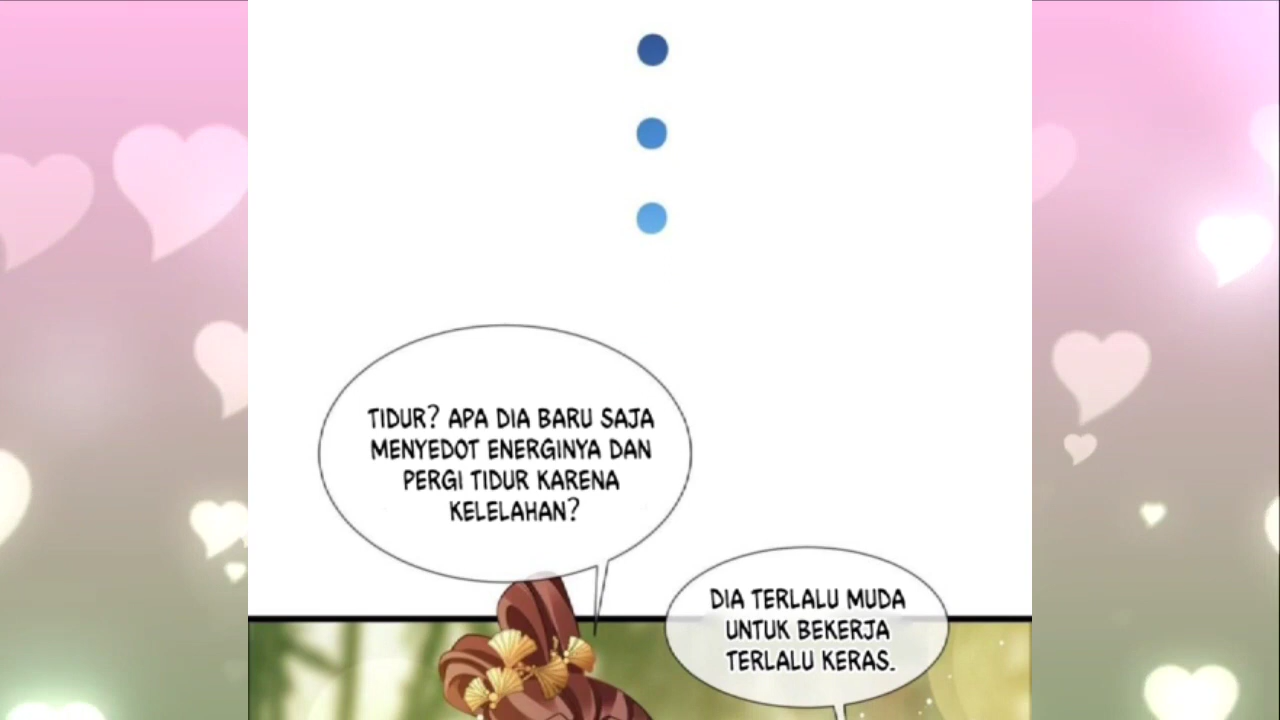 TIDUR? APA DIA BARU SAJA
MENYEDOT ENERGINYA DAN
PERGI TIDUR KARENA
KELELAHAN?
DIA TERLALU MUDA
UNTUK BEKERJA
TERLALU KERAS.